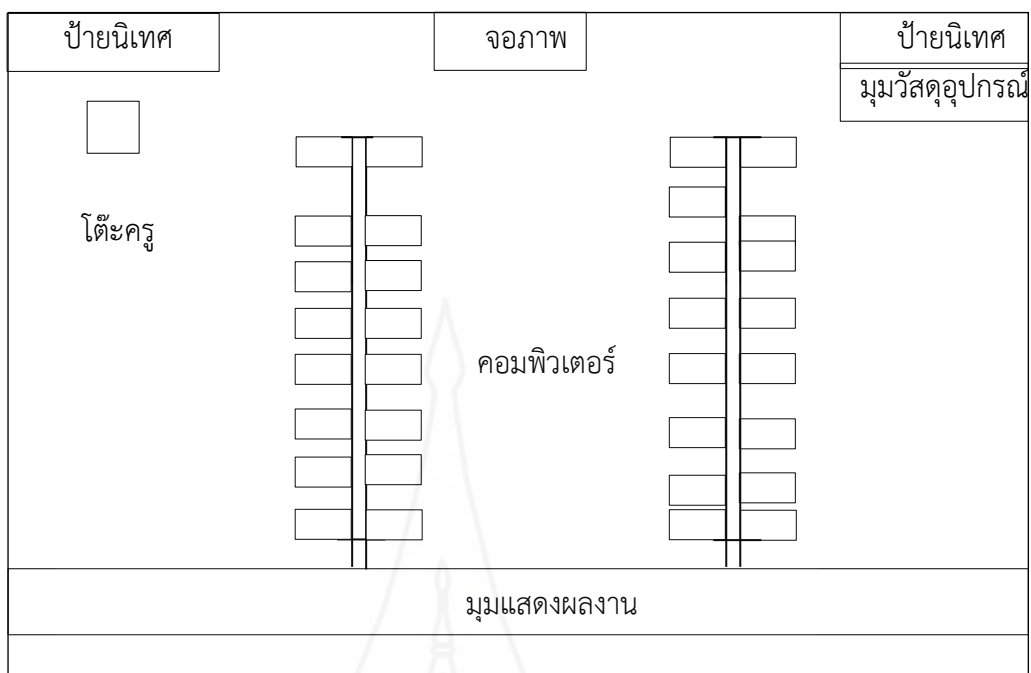 ป้ายนิเทศ
จอภาพ
ป้ายนิเทศ
มุมวัสดุอุปกรณ์
โต๊ะครู
คอมพิวเตอร์
มุมแสดงผลงาน